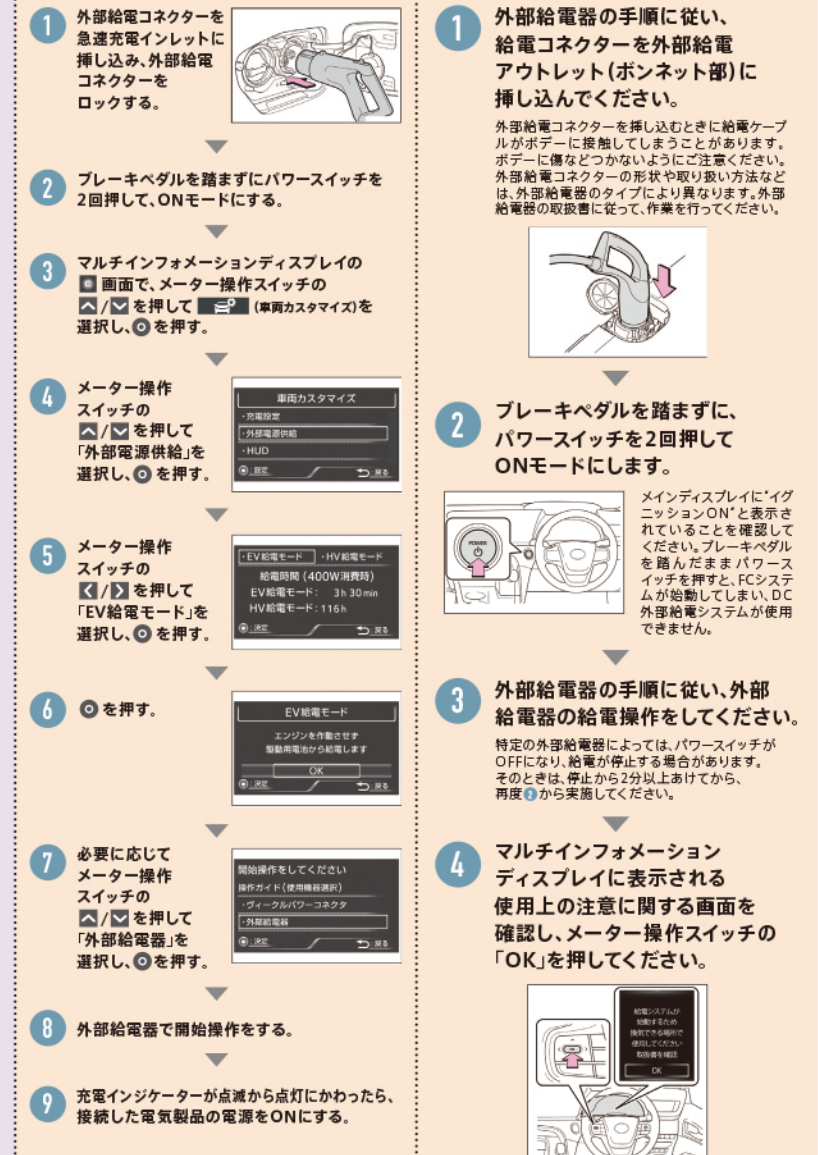 1
外部給電コネクターを
急速充電インレットに
挿し込み、外部給電
コネクターを
ロックする。
2
ブレーキペダルを踏まずにパワースイッチを
2回押して、ONモードにする。
3
マルチインフォメーションディスプレイの
画面で、メーター操作スイッチの
/ を押して (車両カスタマイズ)を
選択し、 を押す。
4
メーター操作
スイッチの
/ を押して
「外部電源供給」を
選択し、 を押す。
車両カスタマイズ
・充電設定
・外部電源供給
・HUD
:設定 :戻る
5
メーター操作
スイッチの
/ を押して
「EV給電モード」を
選択し、 を押す。
・EV給電モード ・HV給電モード
給電時間(400W消費時)
EV給電モード: 3h30min
HV給電モード:116h
:決定 :戻る
6
を押す。
EV給電モード
エンジンを作動させず
駆動用電池から給電します
OK
:決定 :戻る
7
必要に応じて
メーター操作
スイッチの
/ を押して
「外部給電器」を
選択し、 を押す。
開始操作をしてください
操作ガイド(使用機器選択)
・ヴィークルパワーコネクタ
・外部給電器
:決定 :戻る
8
外部給電器で開始操作をする。
9
充電インジケーターが点滅から点灯にかわったら、
接続した電気製品の電源をONにする。
1
外部給電器の手順に従い、
給電コネクターを外部給電
アウトレット(ボンネット部)に
挿し込んでください。
外部給電コネクターを挿し込むときに給電ケーブ
ルがボデーに接触してしまうことがあります。
ボデーに傷などつかないようにご注意ください。
外部給電コネクターの形状や取り扱い方法など
は、外部給電器のタイプにより異なります。外部
給電器の取扱書に従って、作業を行ってください。
2
ブレーキペダルを踏まずに、
パワースイッチを2回押して
ONモードにします。
POWER
メインディスプレイに"イグ
ニッションON"と表示さ
れていることを確認して
ください。ブレーキペダル
を踏んだままパワース
イッチを押すと、FCシステ
ムが始動してしまい、DC
外部給電システムが使用
できません。
3
外部給電器の手順に従い、外部
給電器の給電操作をしてください。
特定の外部給電器によっては、パワースイッチが
OFFになり、給電が停止する場合があります。
そのときは、停止から2分以上あけてから、
再度2から実施してください。
4
マルチインフォメーション
ディスプレイに表示される
使用上の注意に関する画面を
確認し、メーター操作スイッチの
「OK」を押してください。
給電システムが
始動するため
換気できる場所で
使用してください
取扱書を確認
OK